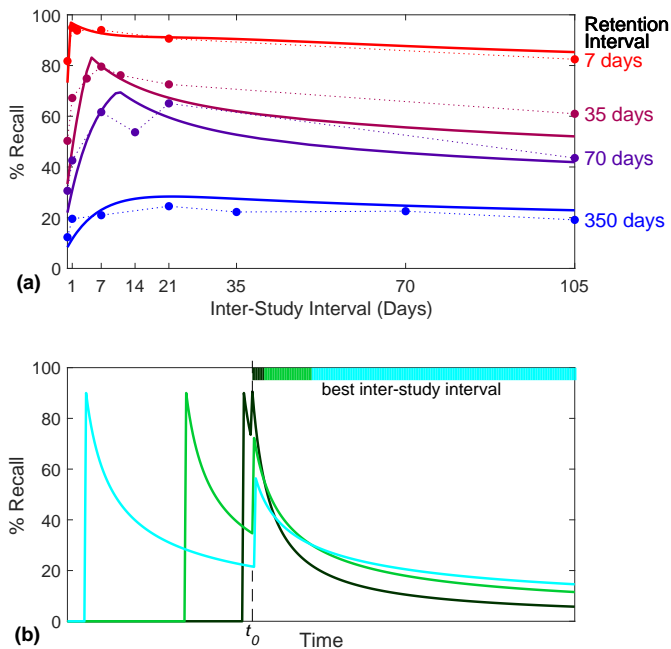 (a)
% Recall
100
80
60
40
20
0
1 7 14 21 35 70 105
Inter-Study Interval (Days)
Retention
Interval
7 days
35 days
70 days
350 days
(b)
% Recall
100
80
60
40
20
0
best inter-study interval
t0
Time